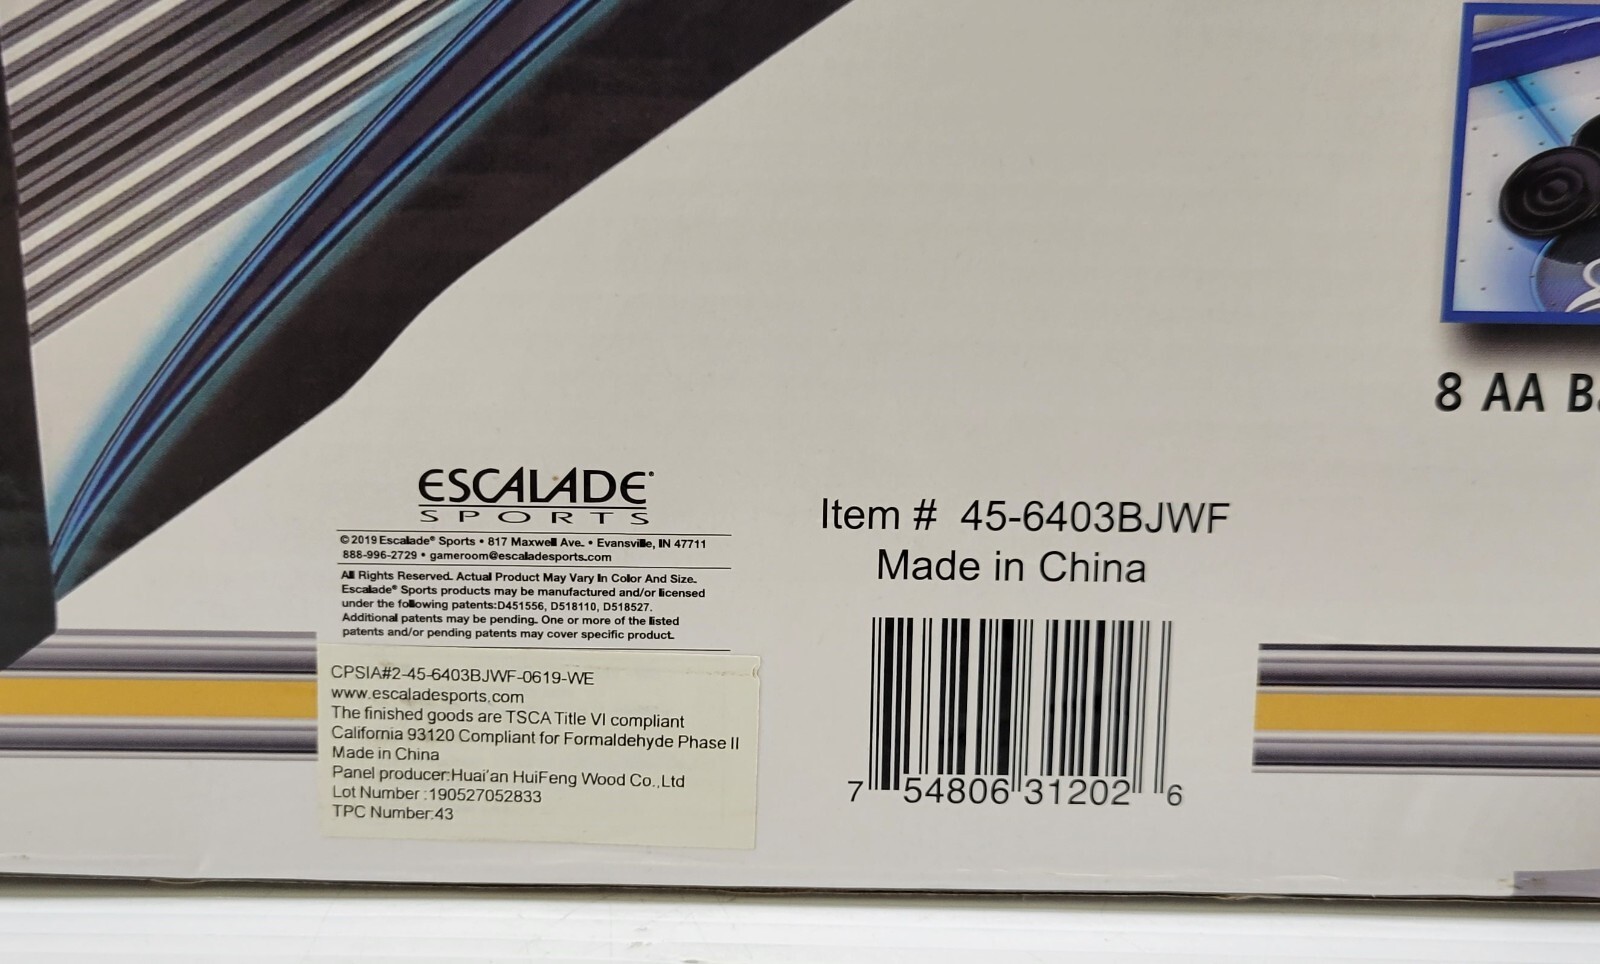 8 AA
ESCALADE
SPORTS
©2019 Escalade® Sports • 817 Maxwell Ave. • Evansville, IN 47711
888-996-2729 • gameroom@escaladesports.com
All Rights Reserved. Actual Product May Vary In Color And Size.
Escalade® Sports products may be manufactured and/or licensed
under the following patents:D451556, D518110, D518527.
Additional patents may be pending. One or more of the listed
patents and/or pending patents may cover specific product.
CPSIA#2-45-6403BJWF-0619-WE
www.escaladesports.com
The finished goods are TSCA Title VI compliant
California 93120 Compliant for Formaldehyde Phase II
Made in China
Panel producer:Huai'an HuiFeng Wood Co.,Ltd
Lot Number :190527052833
TPC Number:43
Item # 45-6403BJWF
Made in China
7 54806 31202 6